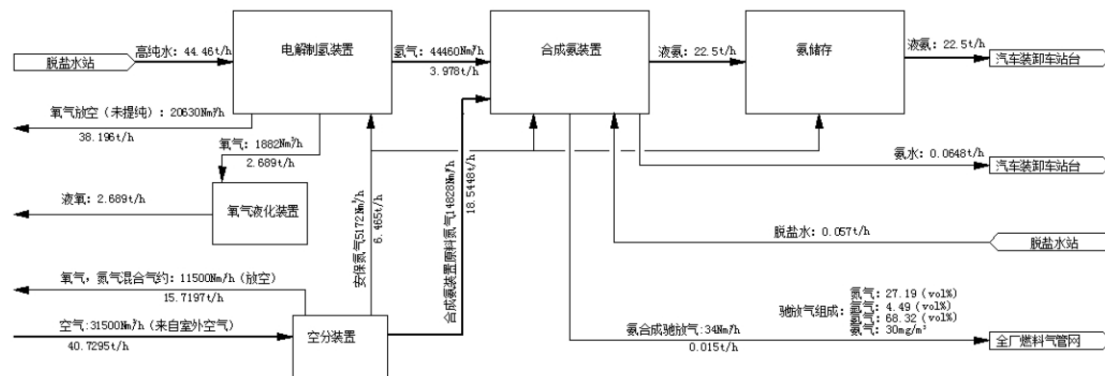 高纯水: 44.46t/h
电解制氢装置
氢气: 44460Nm³/h
3.978t/h
合成氨装置
液氨: 22.5t/h
氨储存
液氨: 22.5t/h
汽车装卸车站台
脱盐水站
氧气放空 (未提纯) : 20630Nm³/h
38.196t/h
氧气: 1882Nm³/h
2.689t/h
氨水: 0.0648t/h
汽车装卸车站台
液氧: 2.689t/h
氧气液化装置
安保氮气5172Nm³/h
6.465t/h
合成氨装置原料氮气14828Nm³/h
18.5448t/h
脱盐水: 0.057t/h
脱盐水站
氧气, 氮气混合气约: 11500Nm³/h (放空)
15.7197t/h
空气:31500Nm³/h (来自室外空气)
40.7295t/h
空分装置
氨合成驰放气:34Nm³/h
0.015t/h
驰放气组成:
氮气: 27.19 (vol%)
氩气: 4.49 (vol%)
氢气: 68.32 (vol%)
氨气: 30mg/m³
全厂燃料气管网